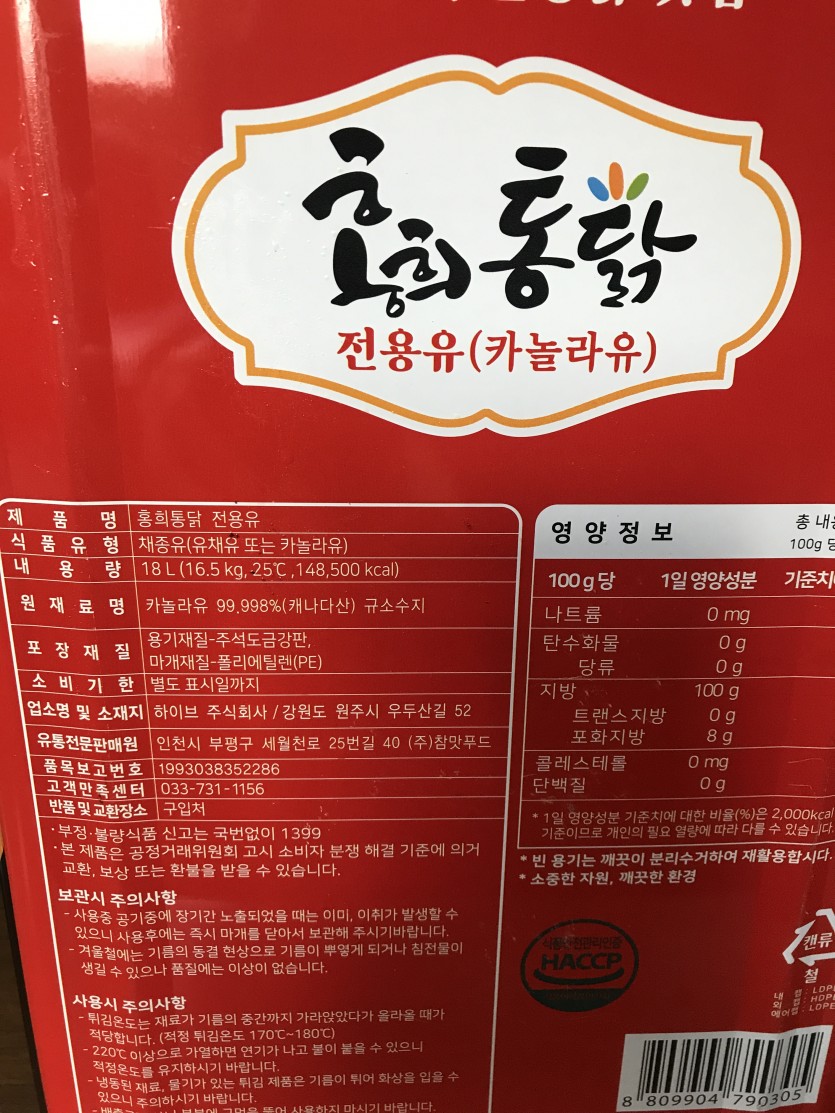 홍희통닭
전용유(카놀라유)
제품명 홍희통닭 전용유
식품유형 채종유(유채유 또는 카놀라유)
내용량 18 L (16.5 kg, 25℃ ,148,500 kcal)
원재료명 카놀라유 99.998%(캐나다산) 규소수지
포장재질 용기재질-주석도금강판,
마개재질-폴리에틸렌(PE)
소비기한 별도 표시일까지
업소명 및 소재지 하이브 주식회사 / 강원도 원주시 우두산길 52
유통전문판매원 인천시 부평구 세월천로 25번길 40 (주)참맛푸드
품목보고번호 1993038352286
고객만족센터 033-731-1156
반품및교환장소 구입처
·부정·불량식품 신고는 국번없이 1399
·본 제품은 공정거래위원회 고시 소비자 분쟁 해결 기준에 의거
교환, 보상 또는 환불을 받을 수 있습니다.
보관시 주의사항
- 사용중 공기중에 장기간 노출되었을 때는 이미, 이취가 발생할 수
있으니 사용후에는 즉시 마개를 닫아서 보관해 주시기바랍니다.
- 겨울철에는 기름의 동결 현상으로 기름이 뿌옇게 되거나 침전물이
생길 수 있으나 품질에는 이상이 없습니다.
사용시 주의사항
- 튀김온도는 재료가 기름의 중간까지 가라앉았다가 올라올 때가
적당합니다. (적정 튀김온도 170℃~180℃)
- 220℃ 이상으로 가열하면 연기가 나고 불이 붙을 수 있으니
적정온도를 유지하시기 바랍니다.
- 냉동된 재료, 물기가 있는 튀김 제품은 기름이 튀어 화상을 입을 수
있으니 주의하시기 바랍니다.
사용하지 마시기 바랍니다.
영양정보
총
100g
100g당 1일영양성분
나트륨 0 mg
탄수화물 0 g
당류 0 g
지방 100 g
트랜스지방 0 g
포화지방 8 g
콜레스테롤 0 mg
단백질 0 g
* 1일 영양성분 기준치에 대한 비율(%)은 2,000kcal
기준이므로 개인의 필요 열량에 따라 다를 수 있습니다.
* 빈 용기는 깨끗이 분리수거하여 재활용합시다.
* 소중한 자원, 깨끗한 환경
HACCP
캔류
철
8 809904 790305